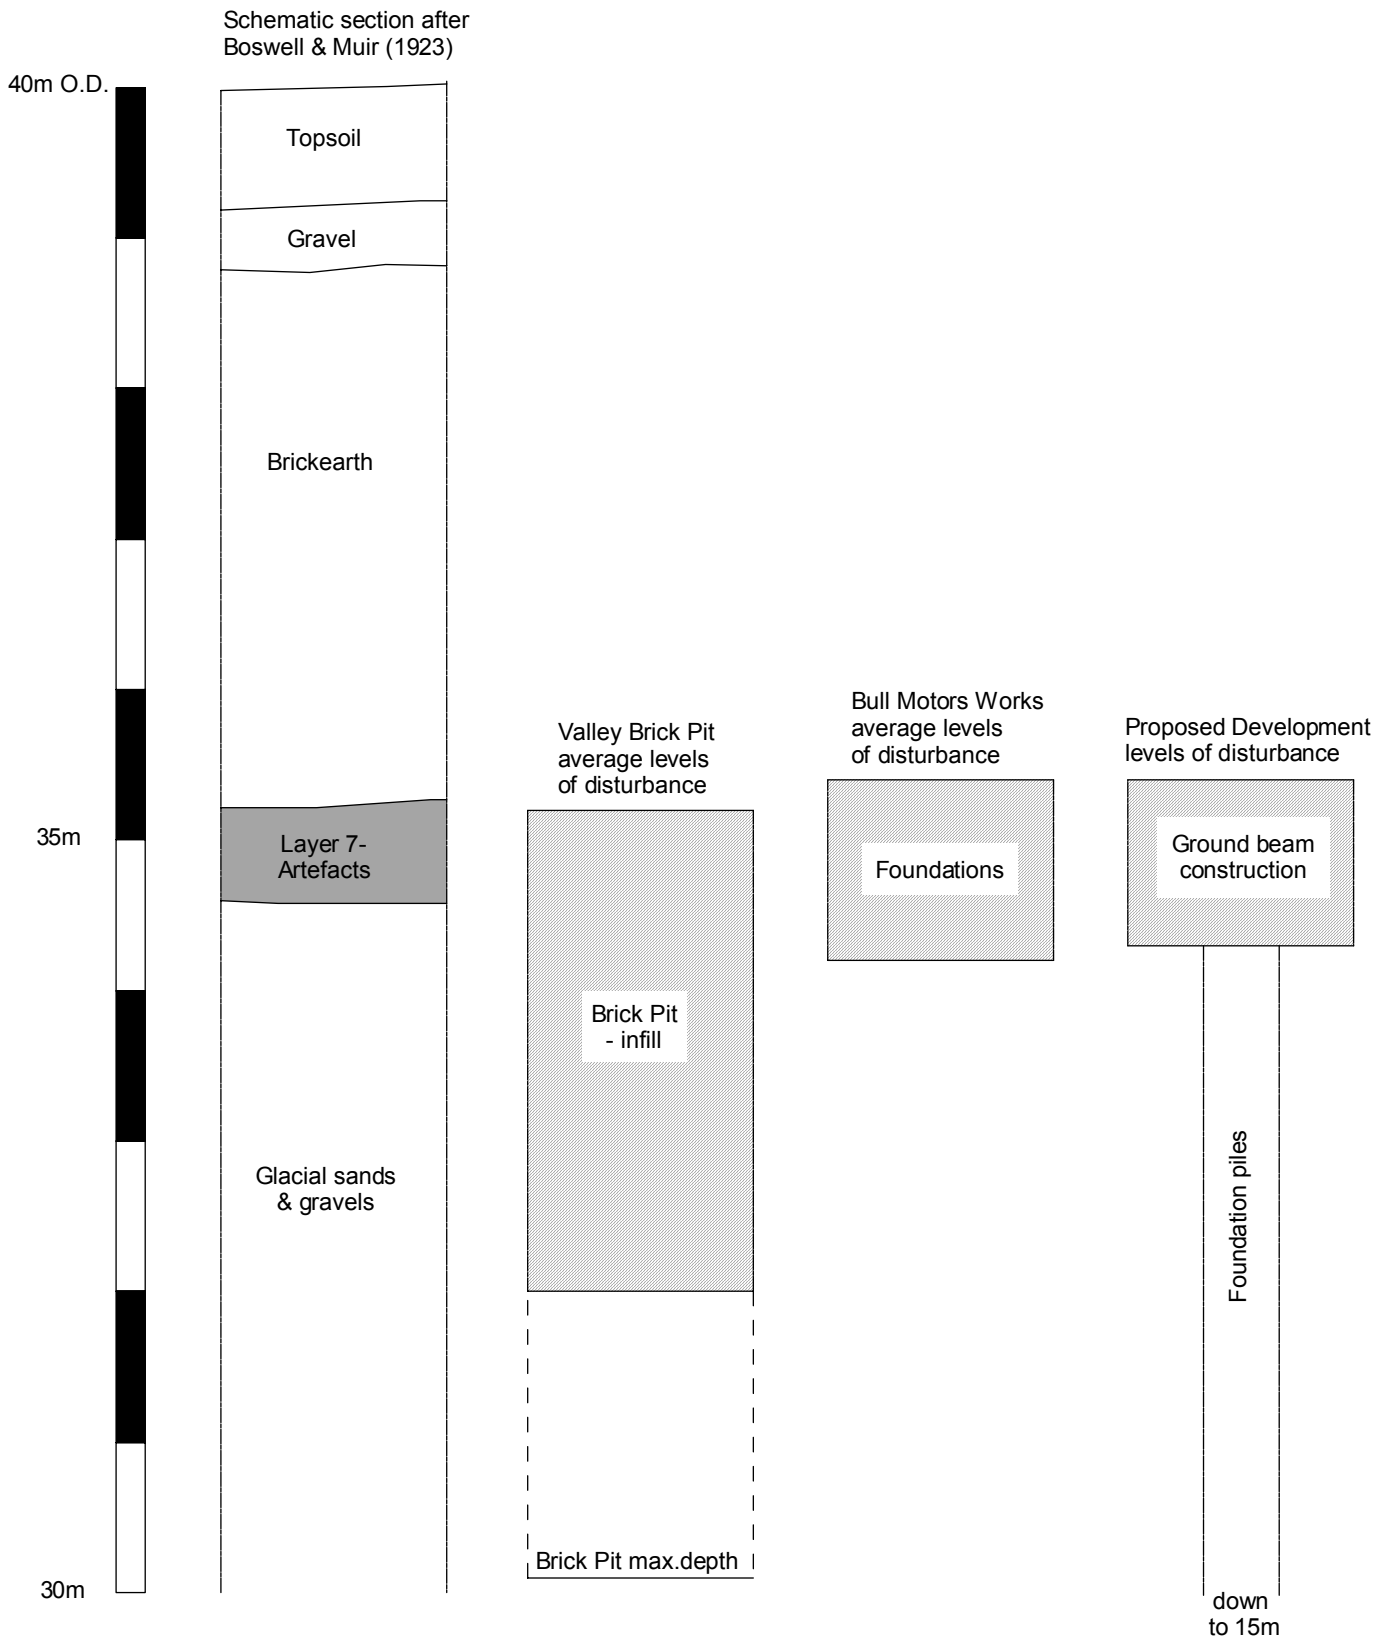 Schematic section after
Boswell & Muir (1923)
40m O.D.
Topsoil
Gravel
Brickearth
Valley Brick Pit
average levels
of disturbance
Bull Motors Works
average levels
of disturbance
Proposed Development
levels of disturbance
35m
Layer 7-
Artefacts
Foundations
Ground beam
construction
Brick Pit
- infill
Glacial sands
& gravels
Foundation piles
Brick Pit max.depth
30m
down
to 15m